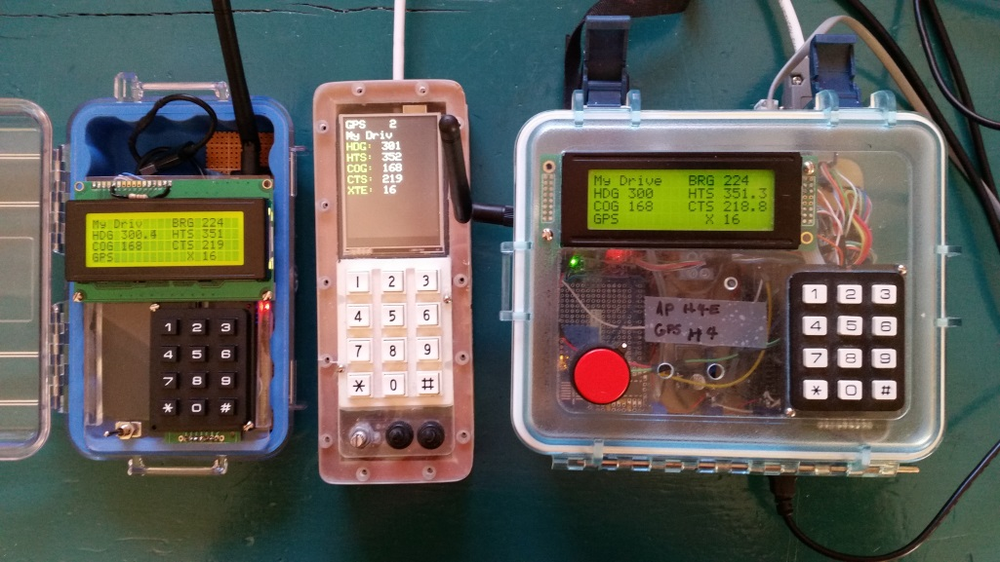 My Driv    BRG 224
HDG 300.4  HTS 351
COG 168    CTS 219
GPS          X 16
1 2 3
4 5 6
7 8 9
* 0 #
GPS   2
My Driv
HDG: 301
HTS: 352
COG: 168
CTS: 219
XTE: 16
1 2 3
4 5 6
7 8 9
* 0 #
My Drive   BRG 224
HDG 300    HTS 351.3
COG 168    CTS 218.8
GPS          X 16
AP H4-E
GPS H4
1 2 3
4 5 6
7 8 9
* 0 #